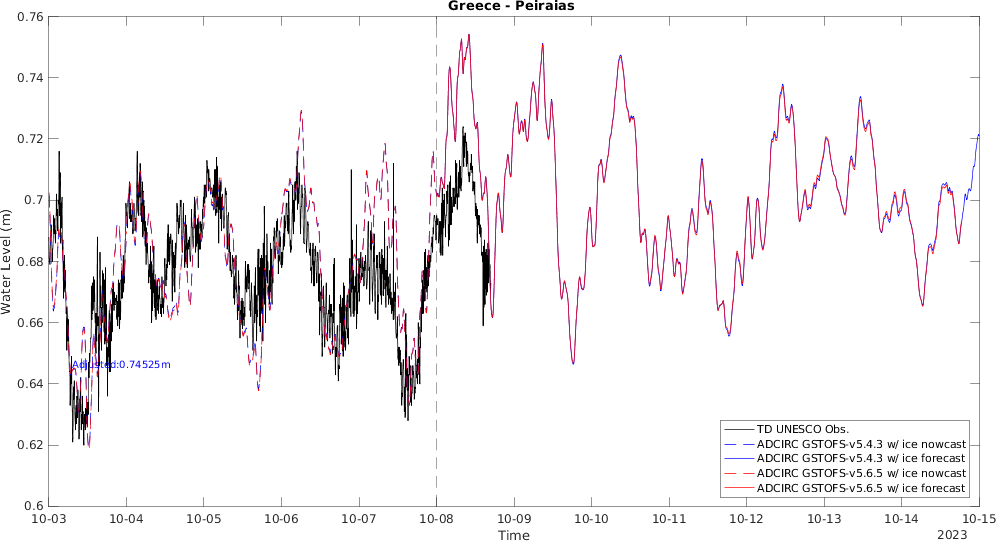 Greece - Peiraias
0.76
0.74
0.72
0.7
0.68
0.66
0.64
0.62
0.6
Water Level (m)
Adjusted:0.74525m
TD UNESCO Obs.
ADCIRC GSTOFS-v5.4.3 w/ ice nowcast
ADCIRC GSTOFS-v5.4.3 w/ ice forecast
ADCIRC GSTOFS-v5.6.5 w/ ice nowcast
ADCIRC GSTOFS-v5.6.5 w/ ice forecast
10-03 10-04 10-05 10-06 10-07 10-08 10-09 10-10 10-11 10-12 10-13 10-14 10-15
Time
2023